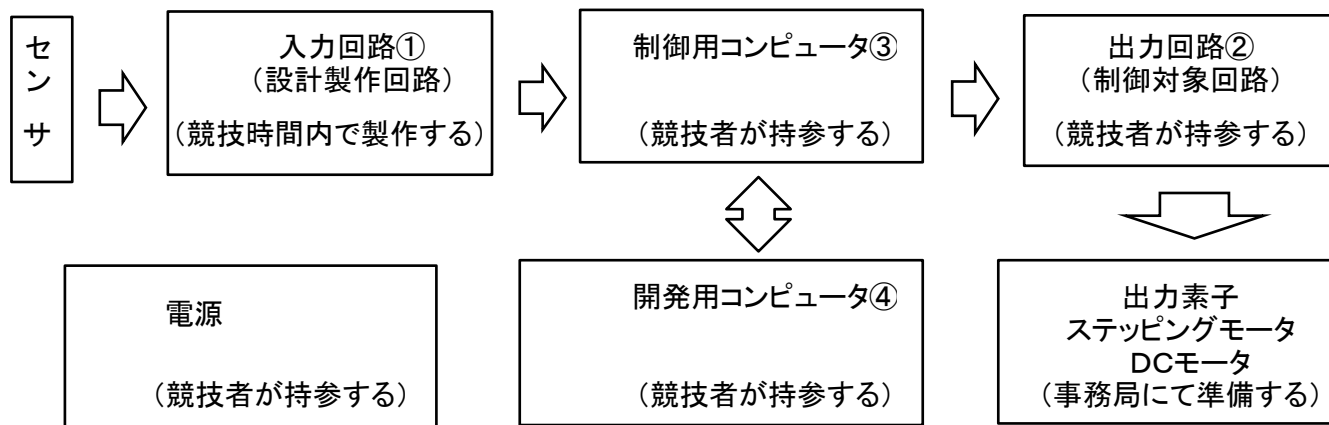 センサ
入力回路①
（設計製作回路）
（競技時間内で製作する）
制御用コンピュータ③
（競技者が持参する）
出力回路②
（制御対象回路）
（競技者が持参する）
電源
（競技者が持参する）
開発用コンピュータ④
（競技者が持参する）
出力素子
ステッピングモータ
DCモータ
（事務局にて準備する）